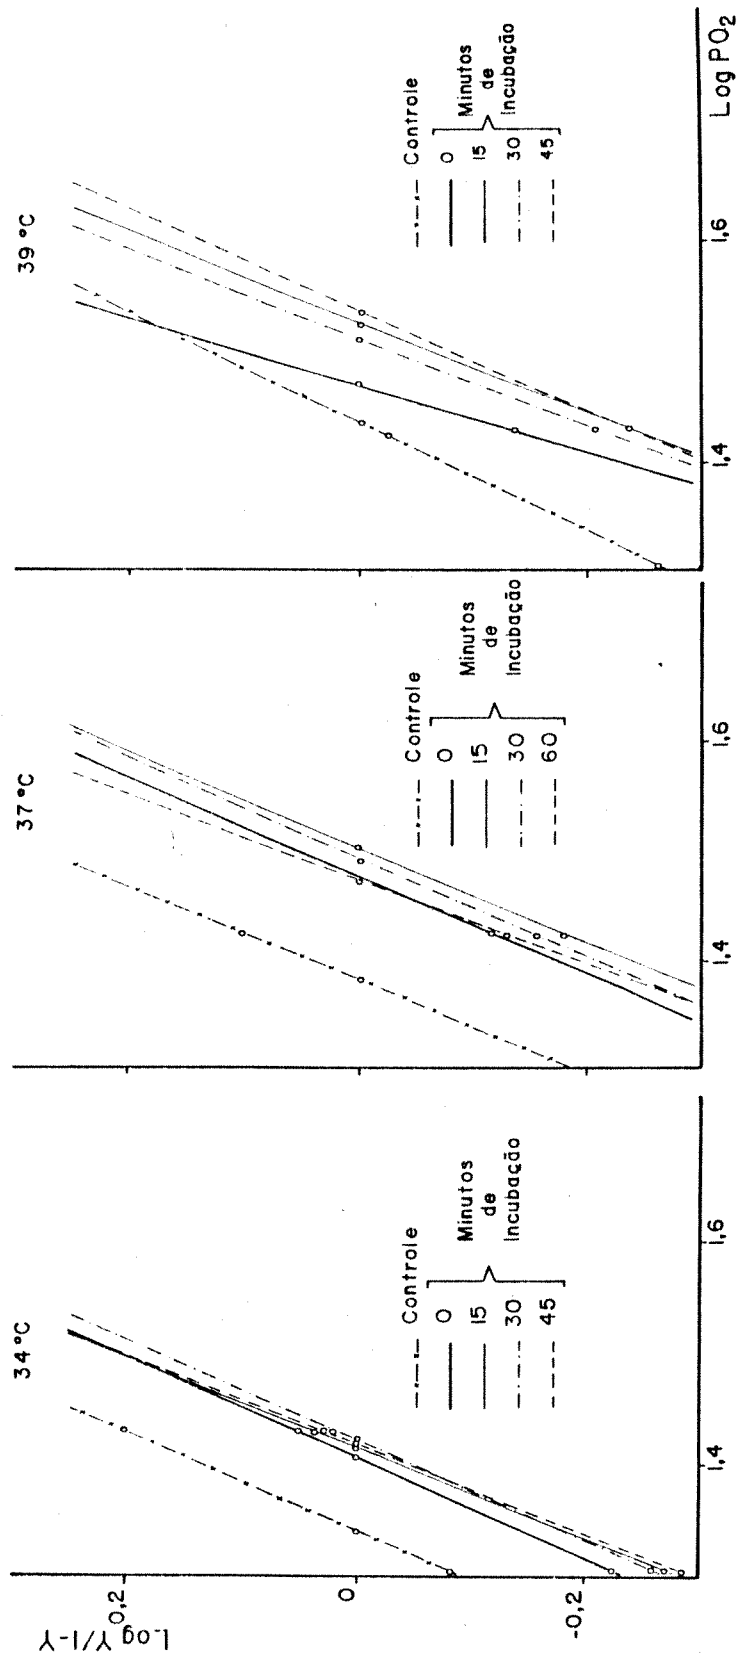 Log Y/1-Y
0,2
0
-0,2
34 °C
Controle
0
15
30
45
Minutos
de
Incubação
1,4
1,6
37 °C
Controle
0
15
30
60
Minutos
de
Incubação
1,4
1,6
39 °C
Controle
0
15
30
45
Minutos
de
Incubação
1,4
1,6
Log PO2